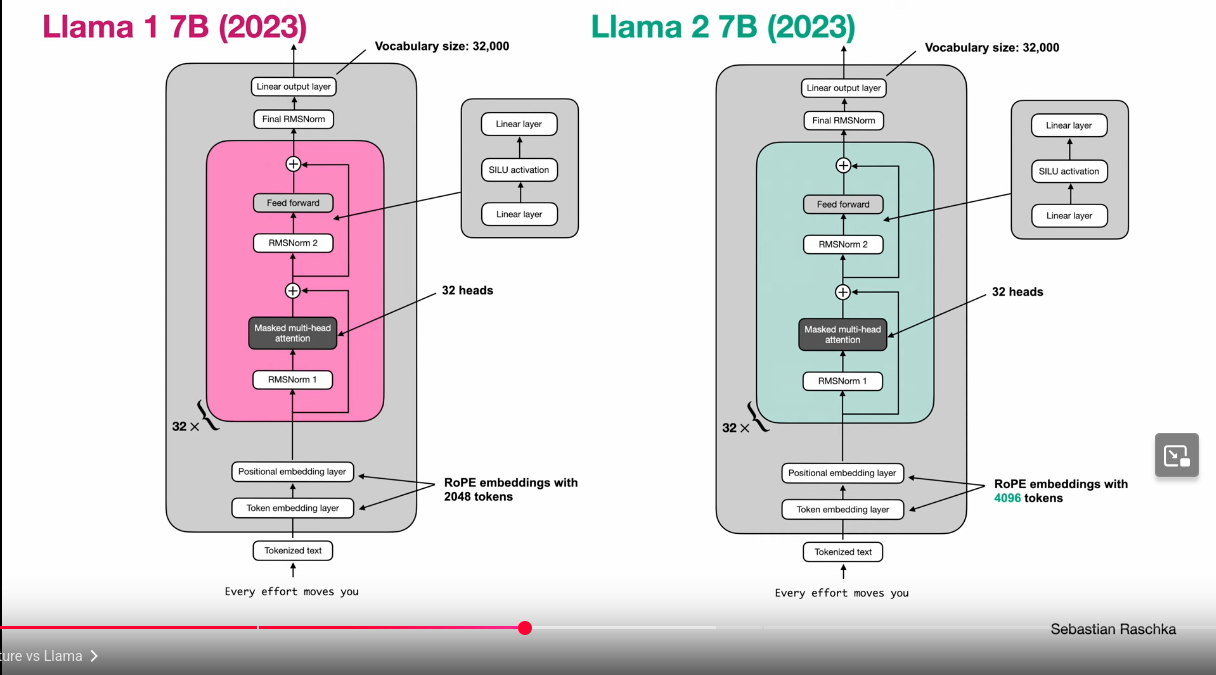 Llama 1 7B (2023)
Vocabulary size: 32,000
Linear output layer
Final RMSNorm
Linear layer
SILU activation
Linear layer
Feed forward
RMSNorm 2
32 heads
Masked multi-head
attention
RMSNorm 1
32 ×
Positional embedding layer
RoPE embeddings with
2048 tokens
Token embedding layer
Tokenized text
Every effort moves you
Llama 2 7B (2023)
Vocabulary size: 32,000
Linear output layer
Final RMSNorm
Linear layer
SILU activation
Linear layer
Feed forward
RMSNorm 2
32 heads
Masked multi-head
attention
RMSNorm 1
32 ×
Positional embedding layer
RoPE embeddings with
4096 tokens
Token embedding layer
Tokenized text
Every effort moves you
Sebastian Raschka
ture vs Llama